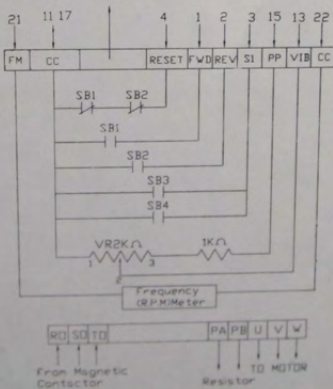 21 11 17 4 1 2 3 15 13 22
FM CC RESET FWD REV S1 PP VIB CC
SB1 SB2
SB1
SB2
SB3
SB4
VR2KΩ 1KΩ
1 3
2
Frequency
(R.P.M)Meter
RO SO TO PA PB U V W
From Magnetic
Contactor
Resistor
TO MOTOR